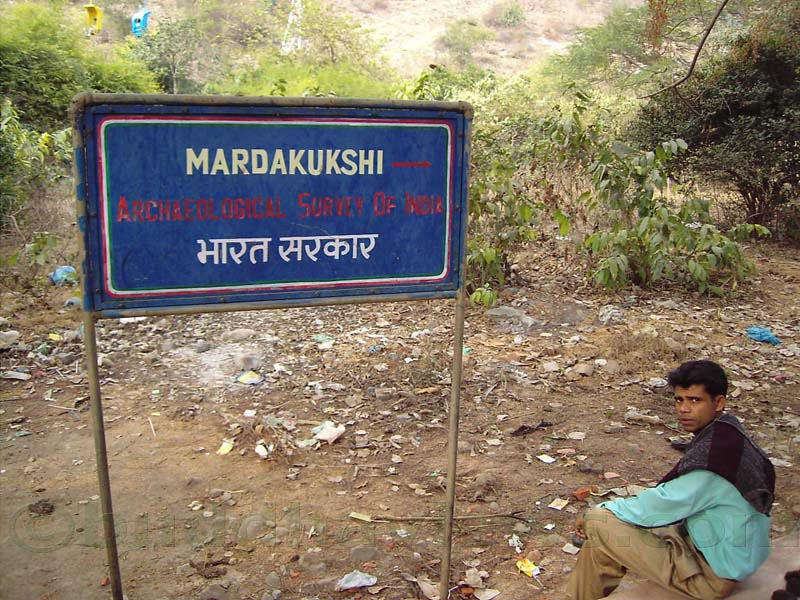 MARDAKUKSHI →
ARCHAEOLOGICAL SURVEY OF INDIA
भारत सरकार